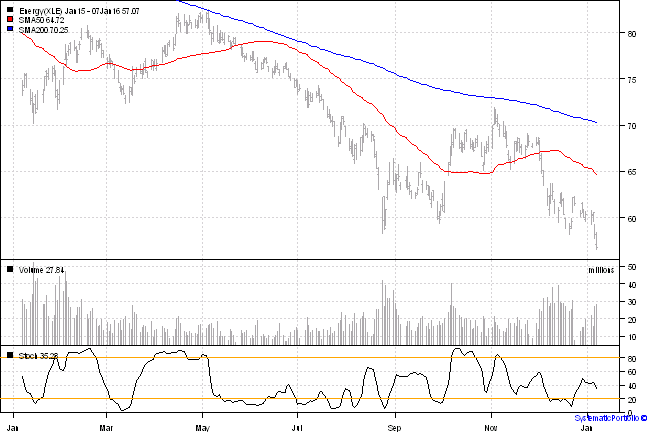 Energy(XLE) Jan15 - 07Jan16 57.07
SMA50 64.72
SMA200 70.25
80
75
70
65
60
Volume 27.84
millions
50
40
30
20
10
Stoch 35.28
80
60
40
20
0
Jan Mar May Jul Sep Nov Jan
SystematicPortfolio ©